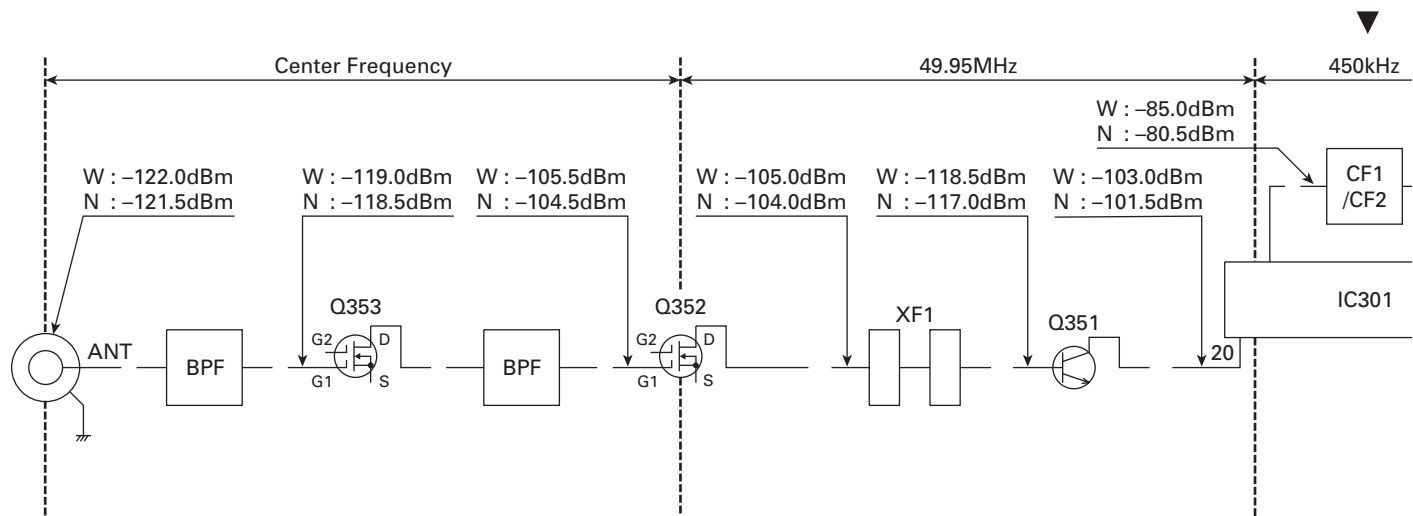 Center Frequency
49.95MHz
450kHz
W : –85.0dBm
N : –80.5dBm
W : –122.0dBm
N : –121.5dBm
W : –119.0dBm
N : –118.5dBm
W : –105.5dBm
N : –104.5dBm
W : –105.0dBm
N : –104.0dBm
W : –118.5dBm
N : –117.0dBm
W : –103.0dBm
N : –101.5dBm
CF1
/CF2
IC301
ANT
BPF
Q353
G2
D
G1
S
BPF
Q352
G2
D
G1
S
XF1
Q351
20